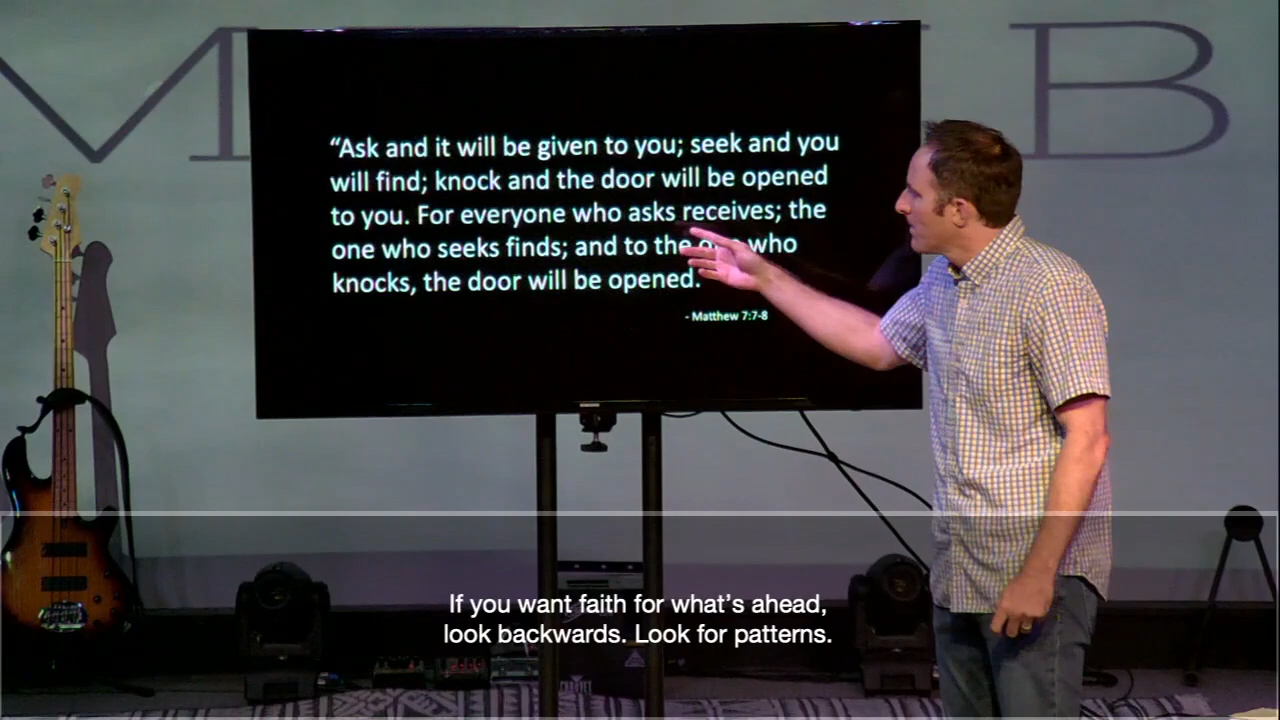 M B
“Ask and it will be given to you; seek and you
will find; knock and the door will be opened
to you. For everyone who asks receives; the
one who seeks finds; and to the one who
knocks, the door will be opened.
- Matthew 7:7-8
If you want faith for what’s ahead,
look backwards. Look for patterns.
CHAUVET